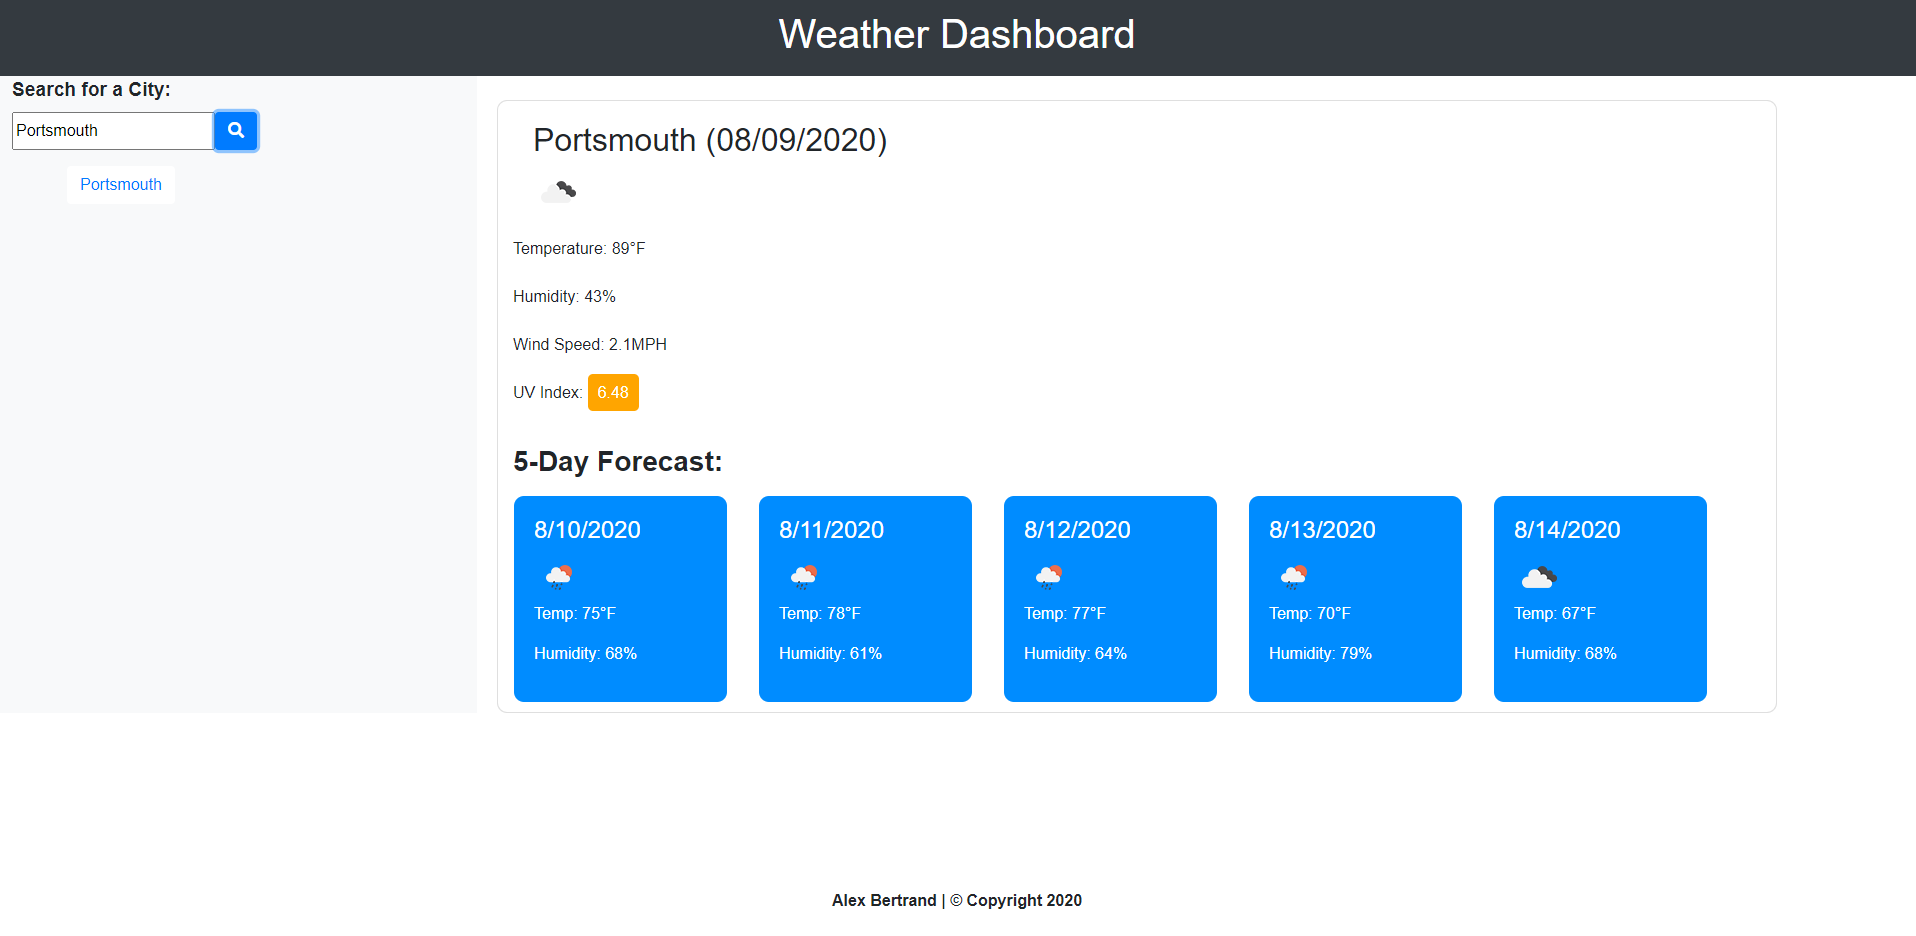 Weather Dashboard
Search for a City:
Portsmouth
Portsmouth
Portsmouth (08/09/2020)
Temperature: 89°F
Humidity: 43%
Wind Speed: 2.1MPH
UV Index: 6.48
5-Day Forecast:
8/10/2020
Temp: 75°F
Humidity: 68%
8/11/2020
Temp: 78°F
Humidity: 61%
8/12/2020
Temp: 77°F
Humidity: 64%
8/13/2020
Temp: 70°F
Humidity: 79%
8/14/2020
Temp: 67°F
Humidity: 68%
Alex Bertrand | © Copyright 2020